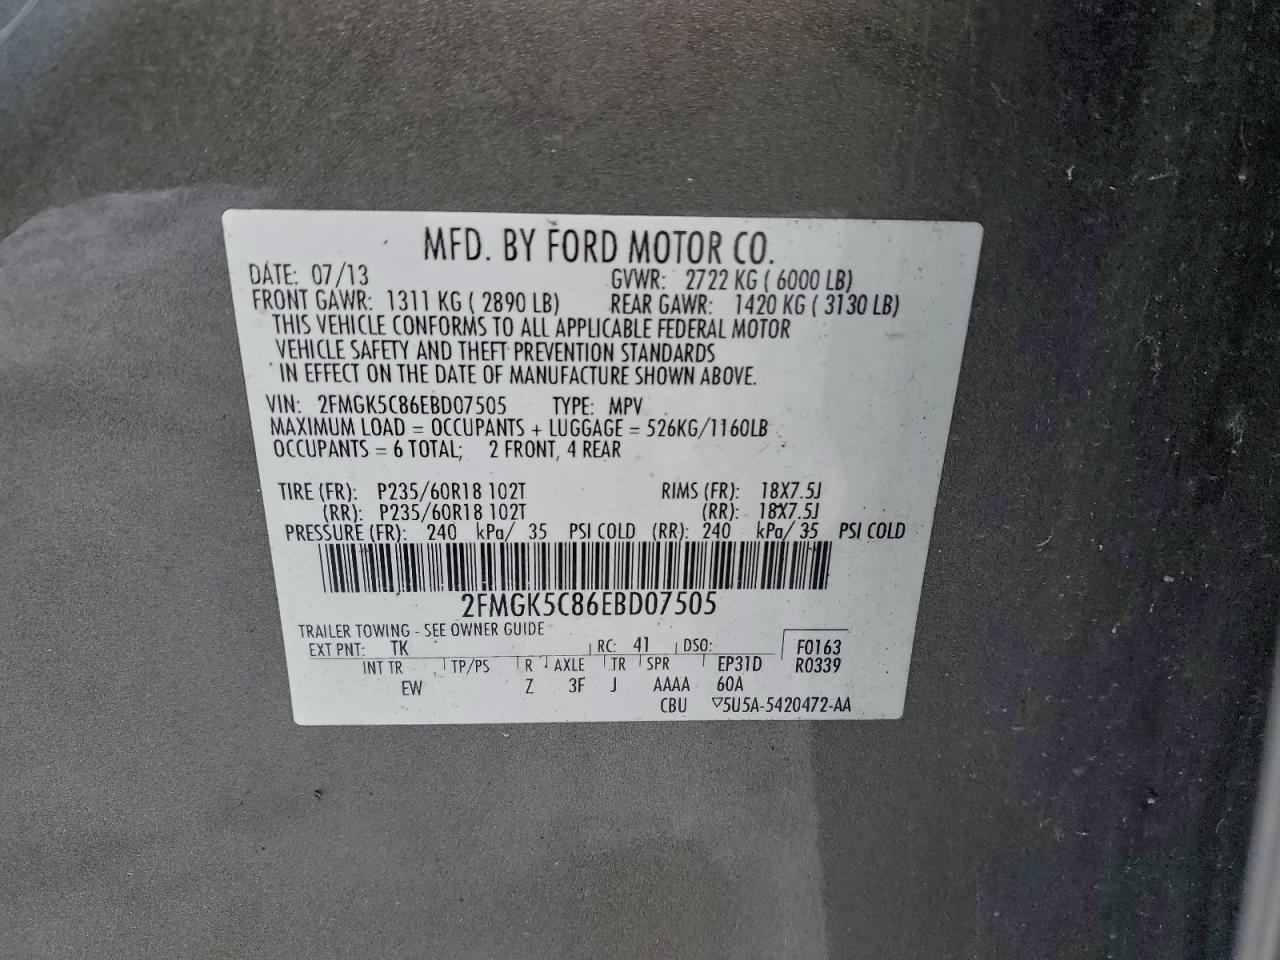 MFD. BY FORD MOTOR CO.
DATE: 07/13 GVWR: 2722 KG ( 6000 LB)
FRONT GAWR: 1311 KG ( 2890 LB) REAR GAWR: 1420 KG ( 3130 LB)
THIS VEHICLE CONFORMS TO ALL APPLICABLE FEDERAL MOTOR
VEHICLE SAFETY AND THEFT PREVENTION STANDARDS
IN EFFECT ON THE DATE OF MANUFACTURE SHOWN ABOVE.
VIN: 2FMGK5C86EBD07505 TYPE: MPV
MAXIMUM LOAD = OCCUPANTS + LUGGAGE = 526KG/1160LB
OCCUPANTS = 6 TOTAL; 2 FRONT, 4 REAR
TIRE (FR): P235/60R18 102T RIMS (FR): 18X7.5J
(RR): P235/60R18 102T (RR): 18X7.5J
PRESSURE (FR): 240 kPa/ 35 PSI COLD (RR): 240 kPa/ 35 PSI COLD
2FMGK5C86EBD07505
TRAILER TOWING - SEE OWNER GUIDE
EXT PNT: TK RC: 41 DSO: F0163
INT TR TP/PS R AXLE TR SPR EP31D R0339
EW Z 3F J AAAA 60A
CBU ▽5U5A-5420472-AA